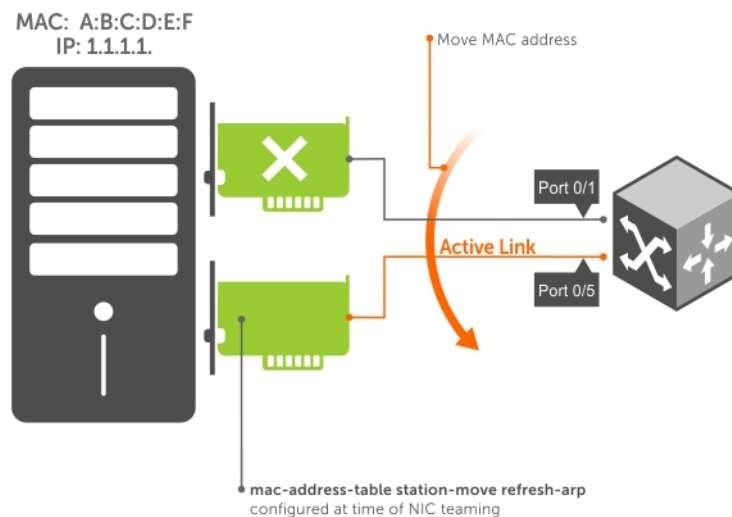 MAC: A:B:C:D:E:F
IP: 1.1.1.1.
Move MAC address
Port 0/1
Active Link
Port 0/5
mac-address-table station-move refresh-arp
configured at time of NIC teaming